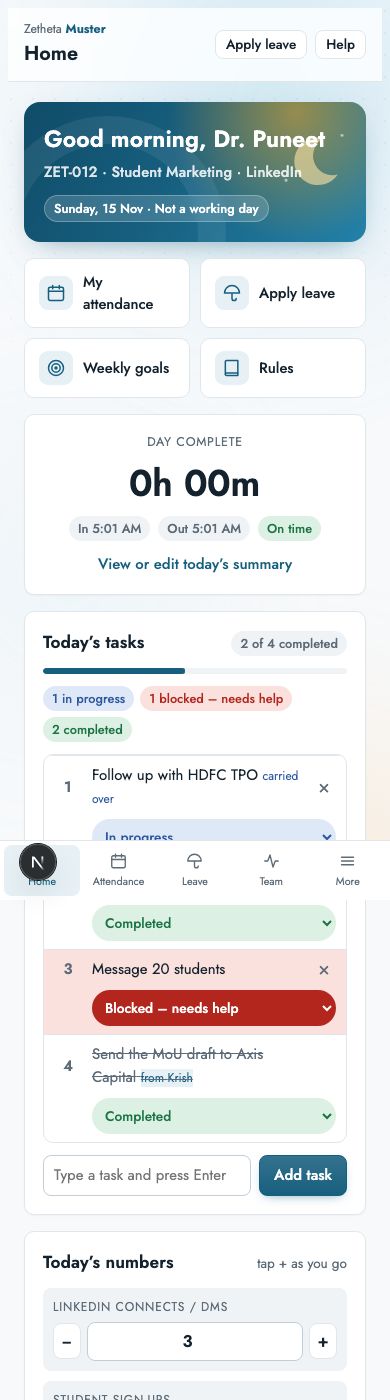 Zetheta Muster
Home
Apply leave
Help
Good morning, Dr. Puneet
ZET-012 · Student Marketing · LinkedIn
Sunday, 15 Nov · Not a working day
My
attendance
Apply leave
Weekly goals
Rules
DAY COMPLETE
0h 00m
In 5:01 AM
Out 5:01 AM
On time
View or edit today's summary
Today's tasks
2 of 4 completed
1 in progress
1 blocked – needs help
2 completed
1
Follow up with HDFC TPO carried
over
×
In progress
N
Home
Attendance
Leave
Team
More
Completed
3
Message 20 students
×
Blocked – needs help
4
Send the MoU draft to Axis
Capital from Krish
Completed
Type a task and press Enter
Add task
Today's numbers
tap + as you go
LINKEDIN CONNECTS / DMS
−
3
+
STUDENT SIGN-UPS